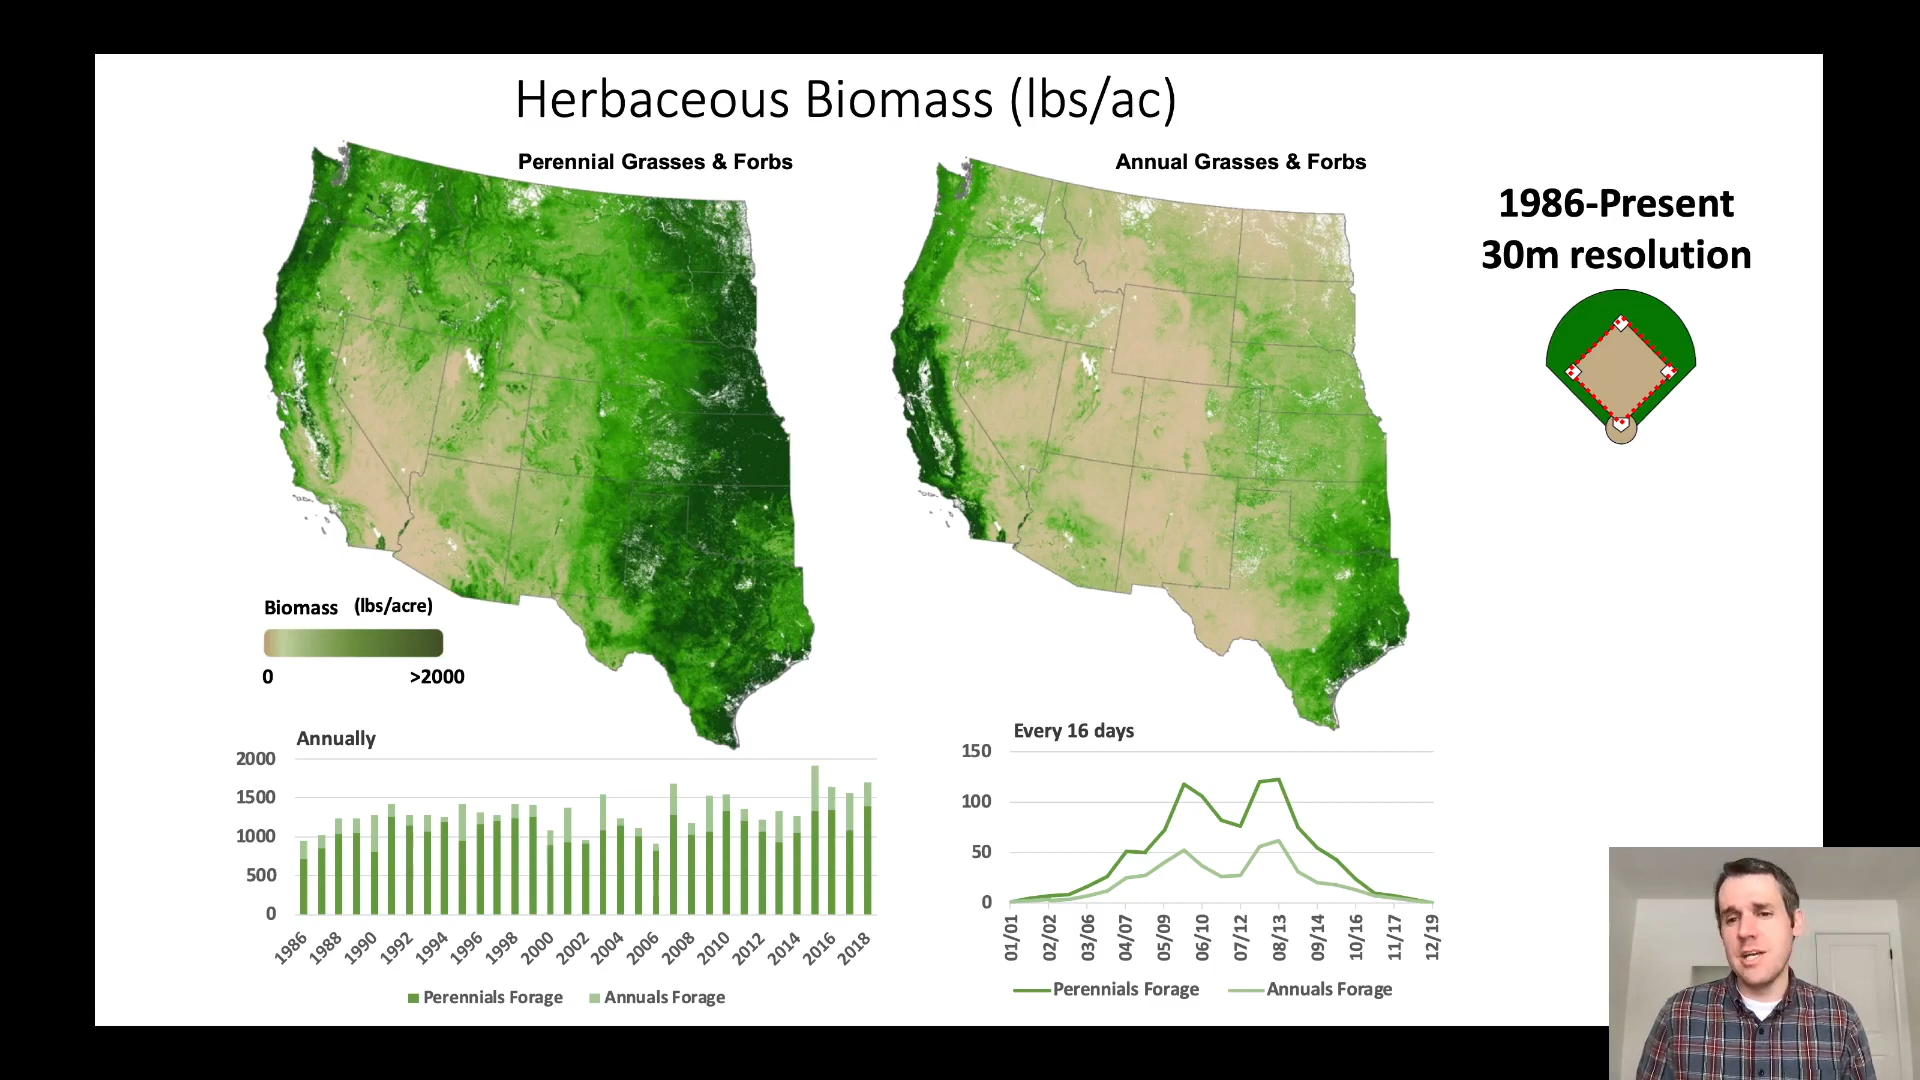 Herbaceous Biomass (lbs/ac)
Perennial Grasses & Forbs
Annual Grasses & Forbs
1986-Present
30m resolution
Biomass (lbs/acre)
0 >2000
Annually
2000
1500
1000
500
0
1986 1988 1990 1992 1994 1996 1998 2000 2002 2004 2006 2008 2010 2012 2014 2016 2018
Perennials Forage Annuals Forage
Every 16 days
150
100
50
0
01/01 02/02 03/06 04/07 05/09 06/10 07/12 08/13 09/14 10/16 11/17 12/19
Perennials Forage Annuals Forage